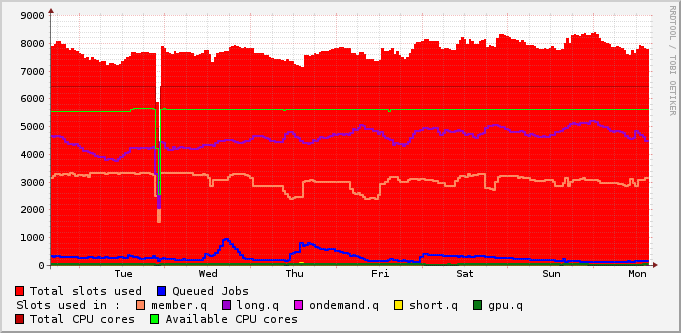 9000
8000
7000
6000
5000
4000
3000
2000
1000
0
Tue Wed Thu Fri Sat Sun Mon
RRDTOOL / TOBI OETIKER
Total slots used Queued Jobs
Slots used in : member.q long.q ondemand.q short.q gpu.q
Total CPU cores Available CPU cores